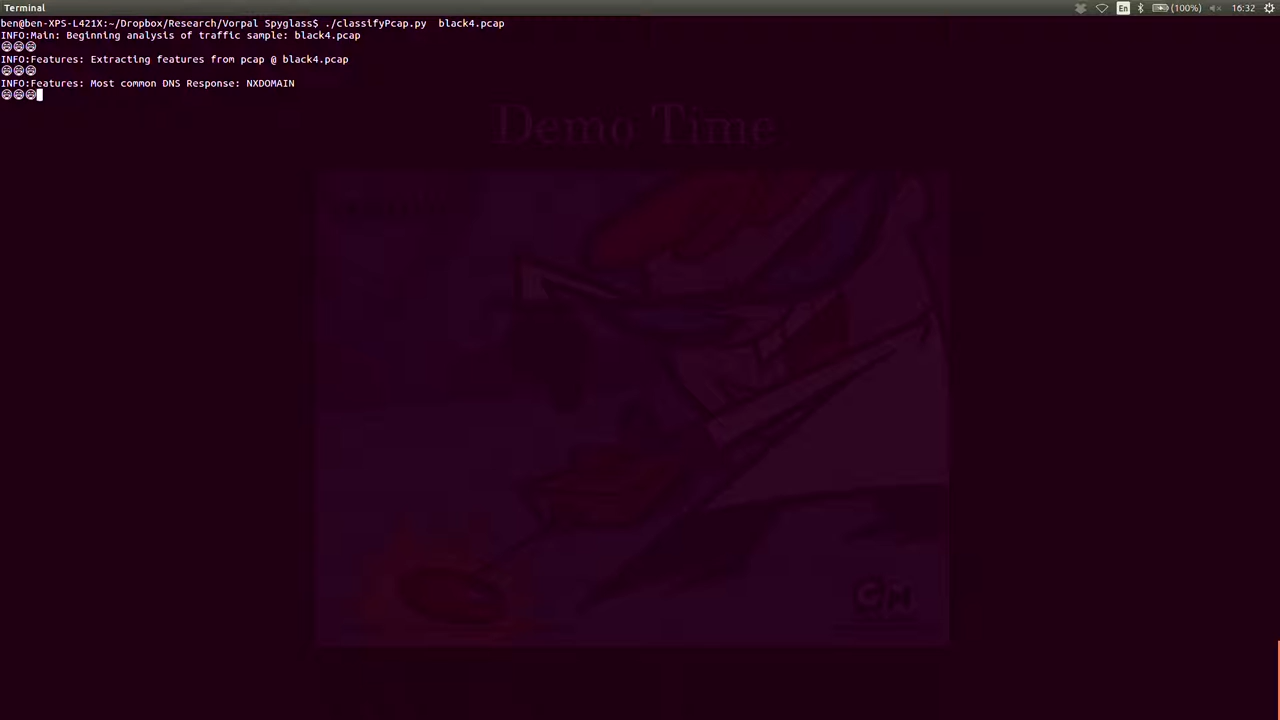 Terminal
En
(100%)
16:32
ben@ben-XPS-L421X:~/Dropbox/Research/Vorpal Spyglass$ ./classifyPcap.py  black4.pcap
INFO:Main: Beginning analysis of traffic sample: black4.pcap
😄😄😄
INFO:Features: Extracting features from pcap @ black4.pcap
😄😄😄
INFO:Features: Most common DNS Response: NXDOMAIN
😄😄😄
Demo Time
CN